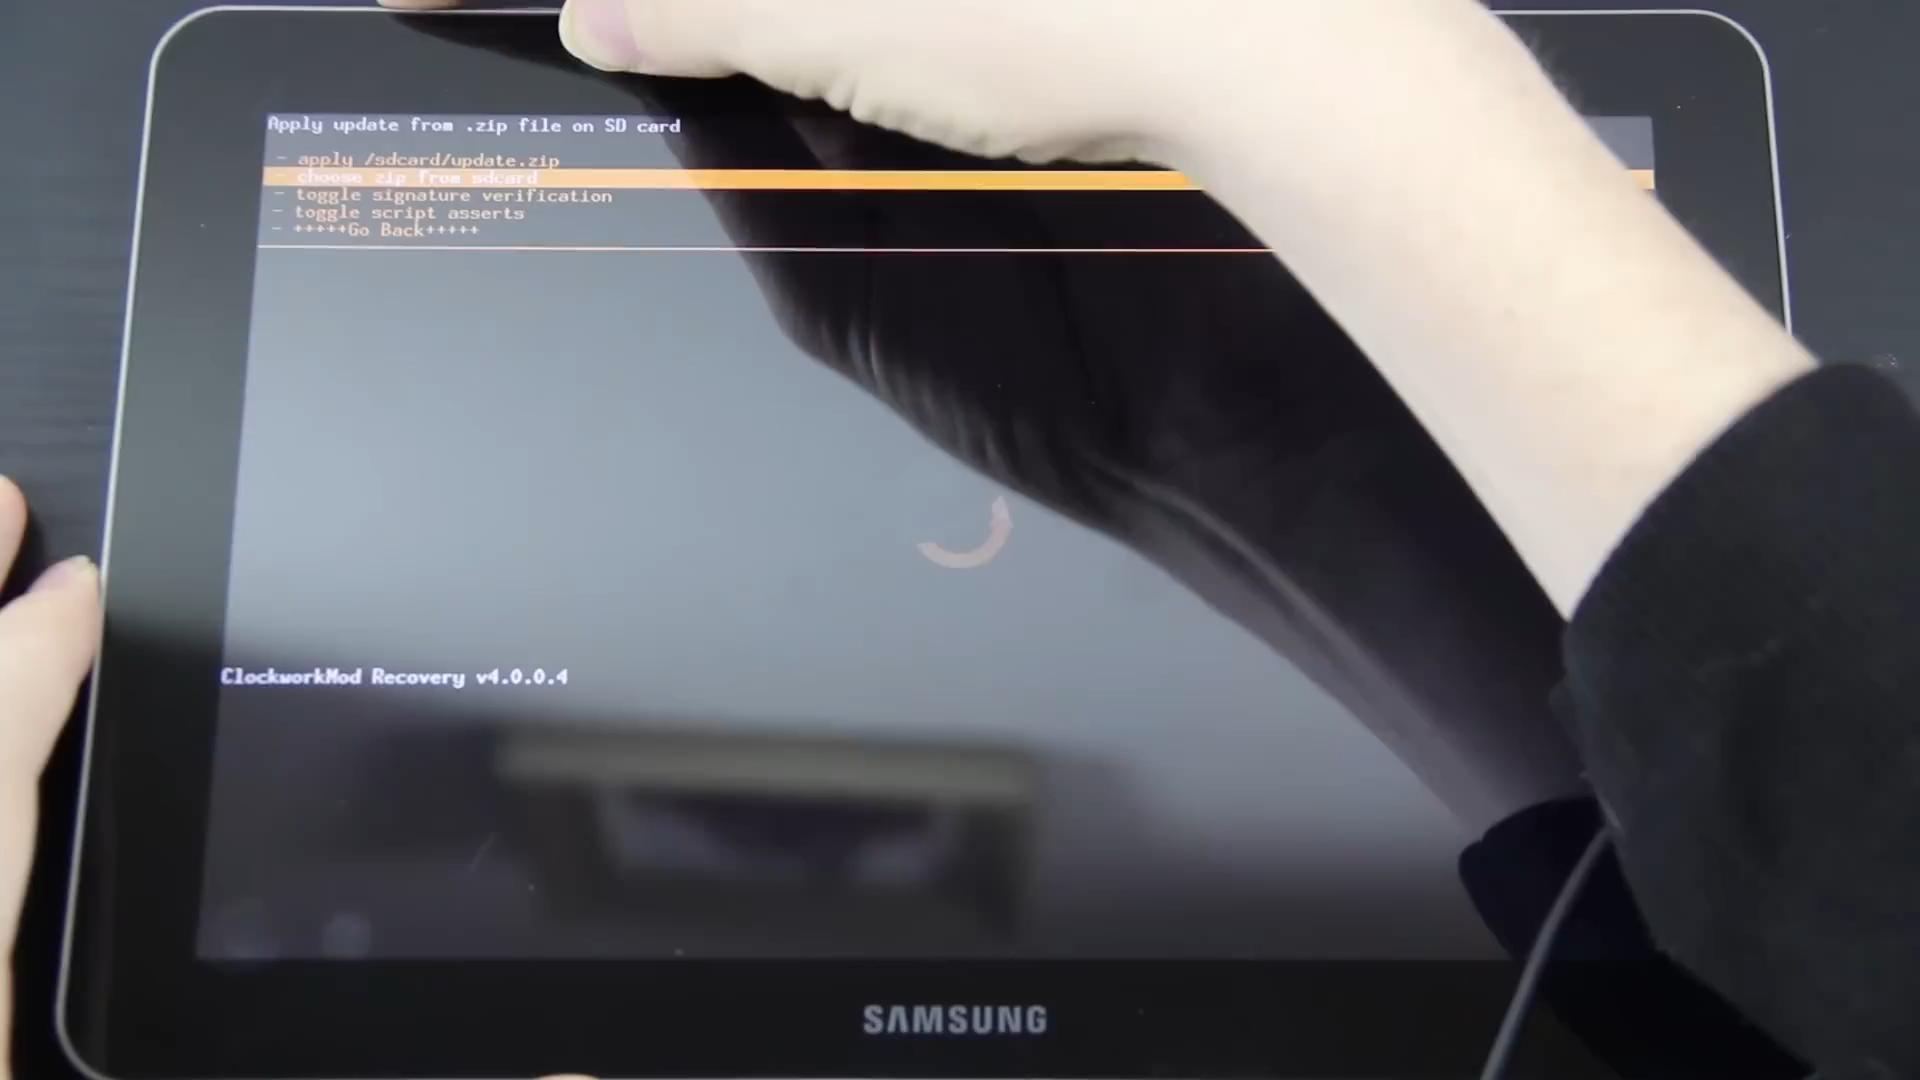 Apply update from .zip file on SD card
- apply /sdcard/update.zip
- choose zip from sdcard
- toggle signature verification
- toggle script asserts
- +++++Go Back+++++
ClockworkMod Recovery v4.0.0.4
SAMSUNG